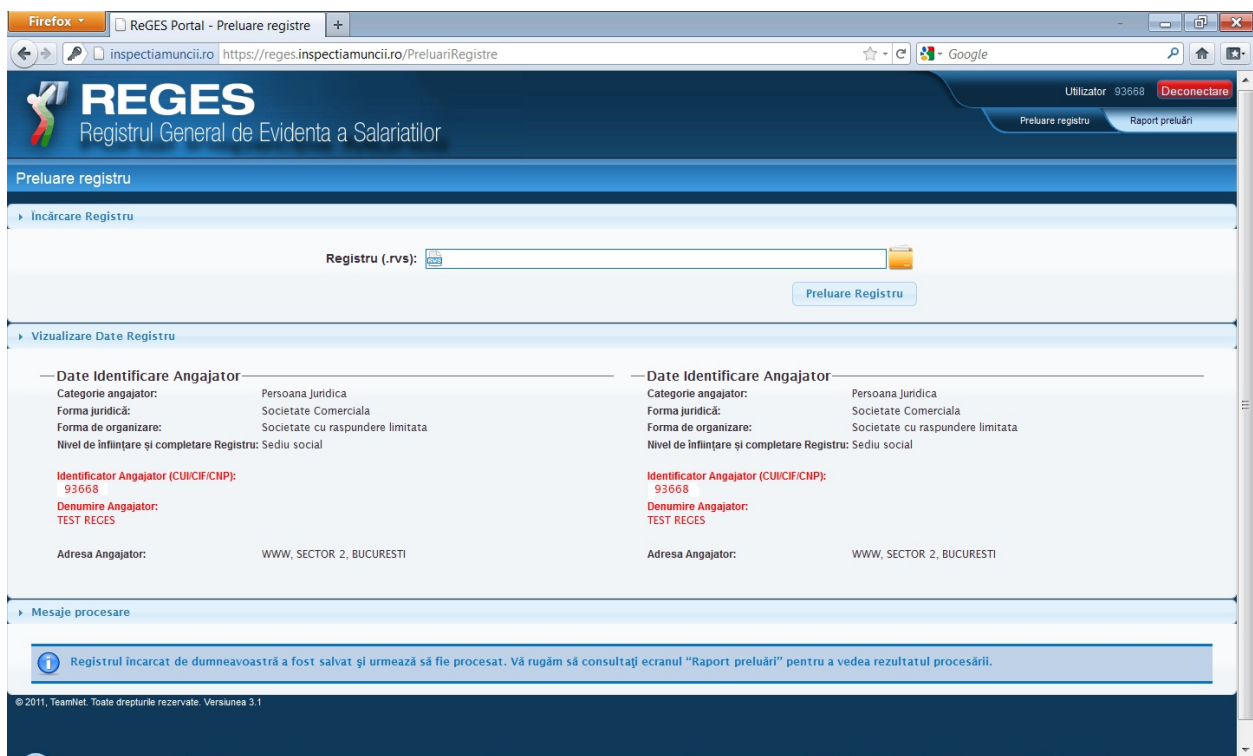 Firefox
ReGES Portal - Preluare registre
+
inspectiamuncii.ro https://reges.inspectiamuncii.ro/PreluariRegistre
Google
REGES
Registrul General de Evidenta a Salariatilor
Utilizator 93668 Deconectare
Preluare registru Raport preluări
Preluare registru
Încărcare Registru
Registru (.rvs):
Preluare Registru
Vizualizare Date Registru
Date Identificare Angajator
Categorie angajator: Persoana Juridica
Forma juridică: Societate Comerciala
Forma de organizare: Societate cu raspundere limitata
Nivel de înființare și completare Registru: Sediu social
Identificator Angajator (CUI/CIF/CNP):
93668
Denumire Angajator:
TEST REGES
Adresa Angajator: WWW, SECTOR 2, BUCURESTI
Date Identificare Angajator
Categorie angajator: Persoana Juridica
Forma juridică: Societate Comerciala
Forma de organizare: Societate cu raspundere limitata
Nivel de înființare și completare Registru: Sediu social
Identificator Angajator (CUI/CIF/CNP):
93668
Denumire Angajator:
TEST REGES
Adresa Angajator: WWW, SECTOR 2, BUCURESTI
Mesaje procesare
Registrul încarcat de dumneavoastră a fost salvat şi urmează să fie procesat. Vă rugăm să consultaţi ecranul “Raport preluări” pentru a vedea rezultatul procesării.
© 2011, TeamNet. Toate drepturile rezervate. Versiunea 3.1